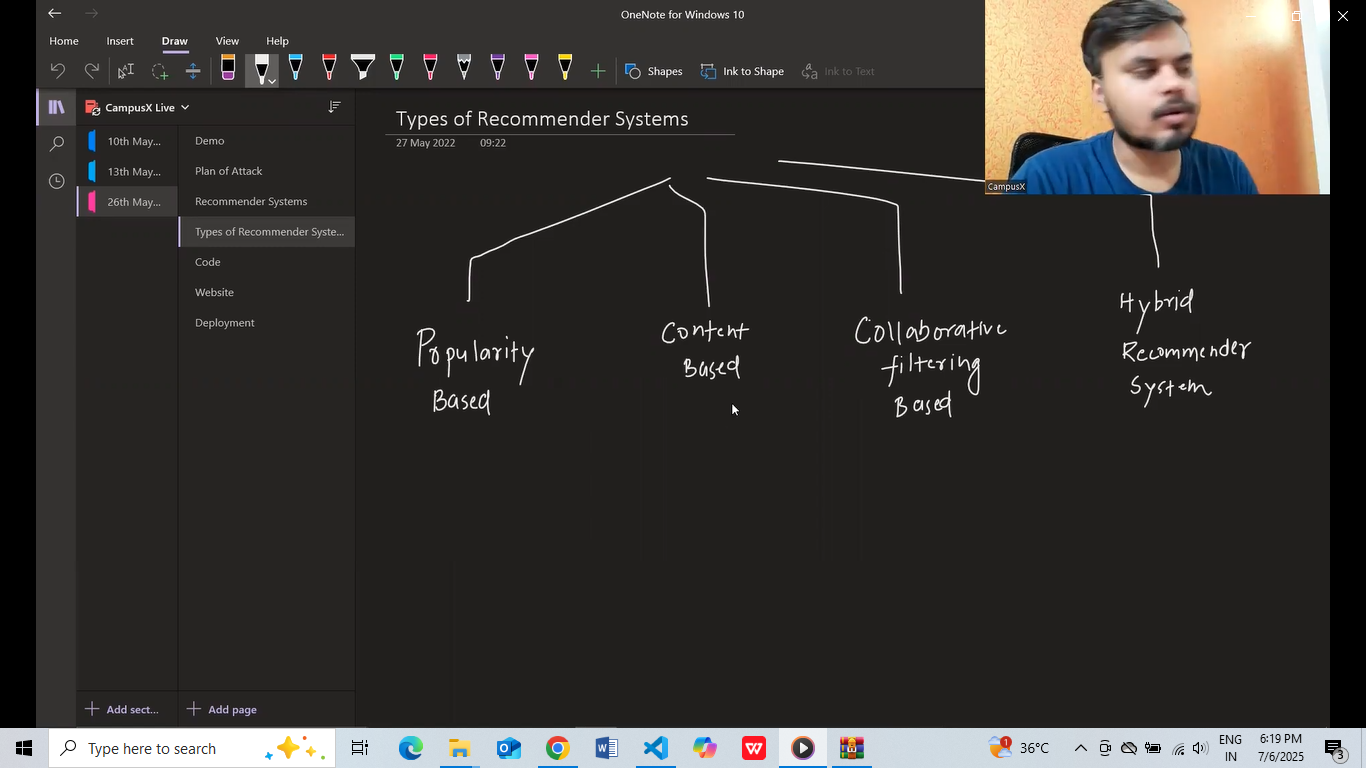 OneNote for Windows 10
Home Insert Draw View Help
Shapes Ink to Shape Ink to Text
CampusX Live
10th May...
13th May...
26th May...
Demo
Plan of Attack
Recommender Systems
Types of Recommender Syste...
Code
Website
Deployment
Types of Recommender Systems
27 May 2022 09:22
CampusX
Popularity
Based
Content
Based
Collaborative
filtering
Based
Hybrid
Recommender
System
Add sect... Add page
Type here to search
36°C
ENG
IN
6:19 PM
7/6/2025
3